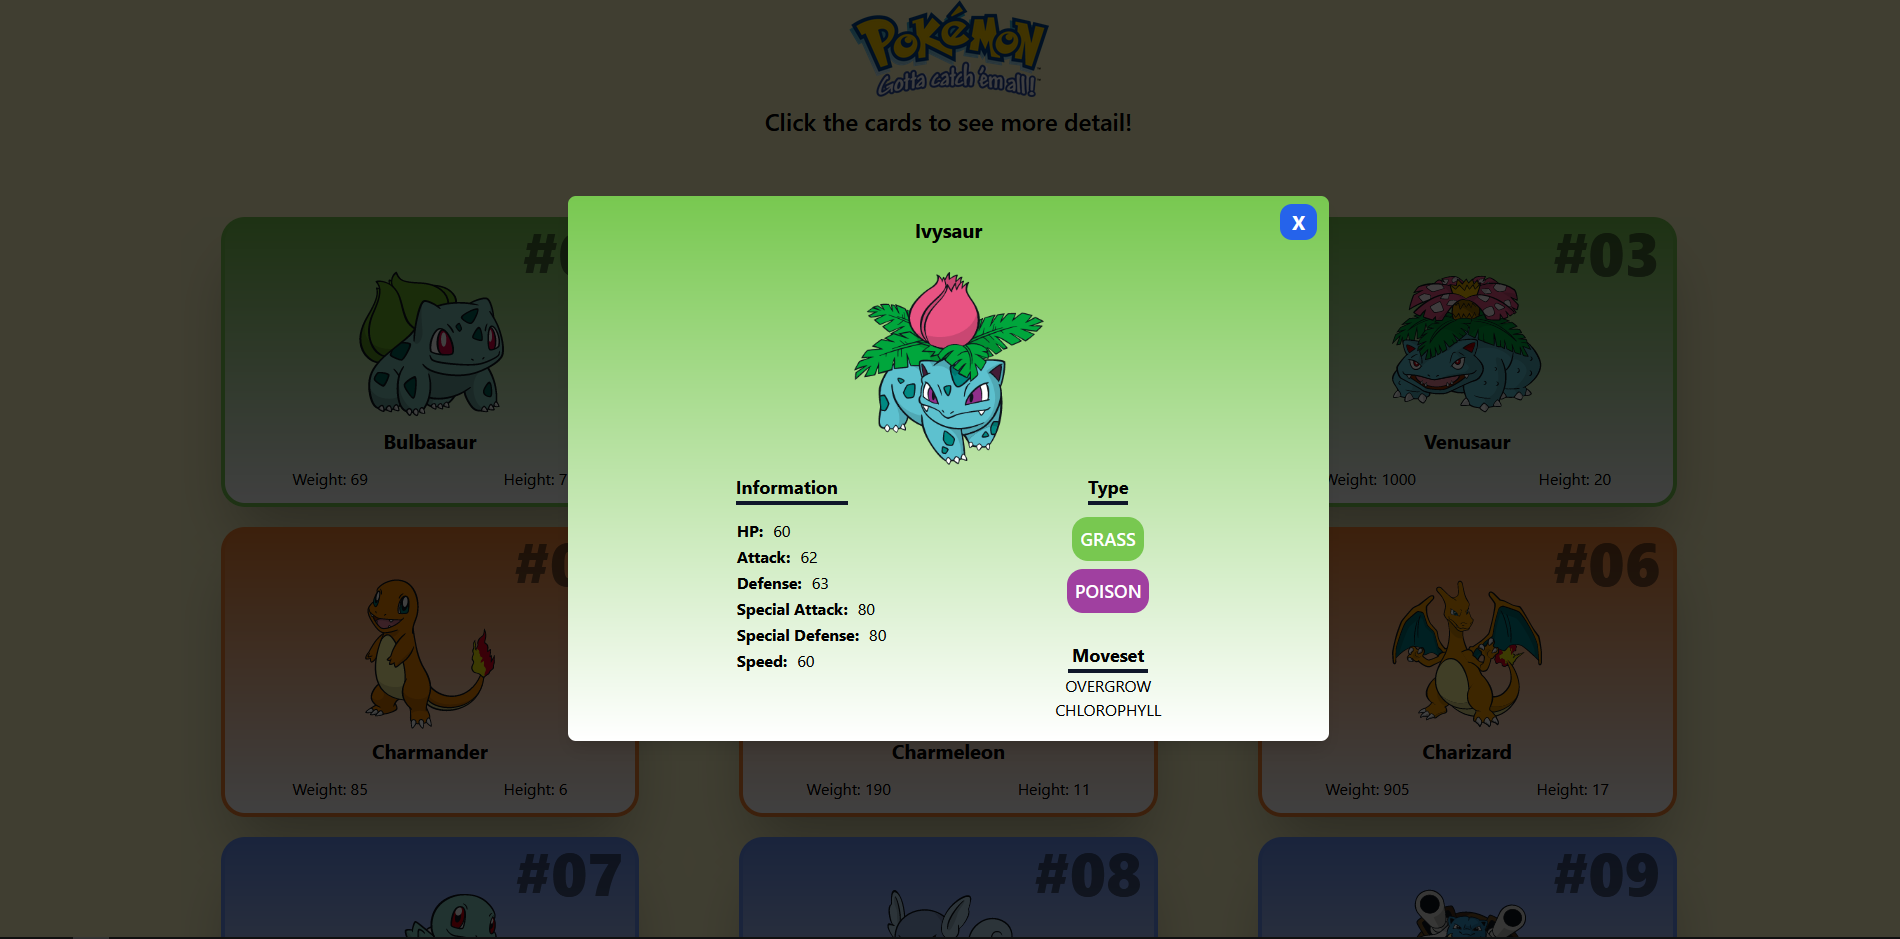 Pokémon
Gotta catch 'em all!
Click the cards to see more detail!
#03
Bulbasaur
Weight: 69 Height: 7
Venusaur
Weight: 1000 Height: 20
Ivysaur
X
Information
HP: 60
Attack: 62
Defense: 63
Special Attack: 80
Special Defense: 80
Speed: 60
Type
GRASS
POISON
Moveset
OVERGROW
CHLOROPHYLL
#06
Charmander
Weight: 85 Height: 6
Charmeleon
Weight: 190 Height: 11
Charizard
Weight: 905 Height: 17
#07
#08
#09